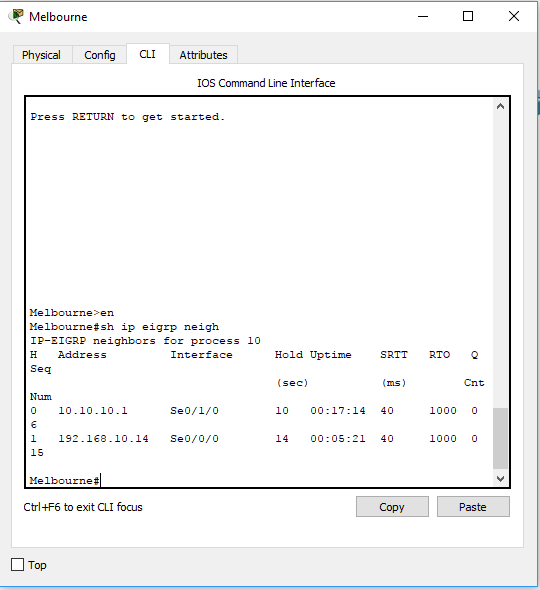 Melbourne
Physical Config CLI Attributes
IOS Command Line Interface
Press RETURN to get started.
Melbourne>en
Melbourne#sh ip eigrp neigh
IP-EIGRP neighbors for process 10
H Address Interface Hold Uptime SRTT RTO Q
Seq
(sec) (ms) Cnt
Num
0 10.10.10.1 Se0/1/0 10 00:17:14 40 1000 0
6
1 192.168.10.14 Se0/0/0 14 00:05:21 40 1000 0
15
Melbourne#
Ctrl+F6 to exit CLI focus Copy Paste
Top